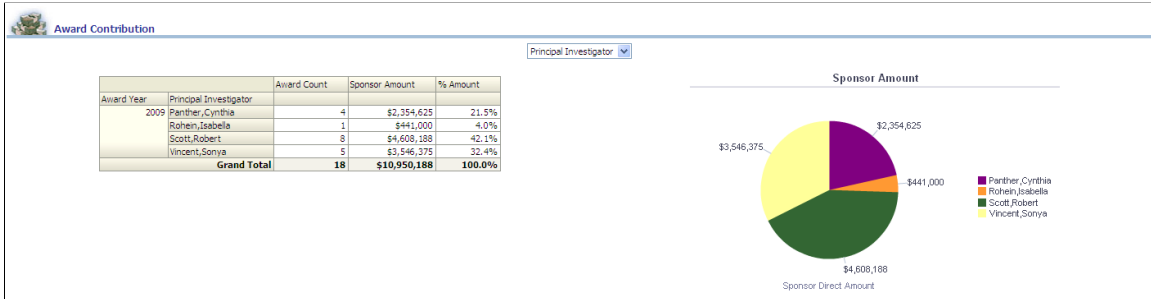 Award Contribution
Principal Investigator
Award Count Sponsor Amount % Amount
Award Year Principal Investigator
2009 Panther,Cynthia 4 $2,354,625 21.5%
Rohein,Isabella 1 $441,000 4.0%
Scott,Robert 8 $4,608,188 42.1%
Vincent,Sonya 5 $3,546,375 32.4%
Grand Total 18 $10,950,188 100.0%
Sponsor Amount
$2,354,625
$3,546,375
$441,000
$4,608,188
Panther,Cynthia
Rohein,Isabella
Scott,Robert
Vincent,Sonya
Sponsor Direct Amount